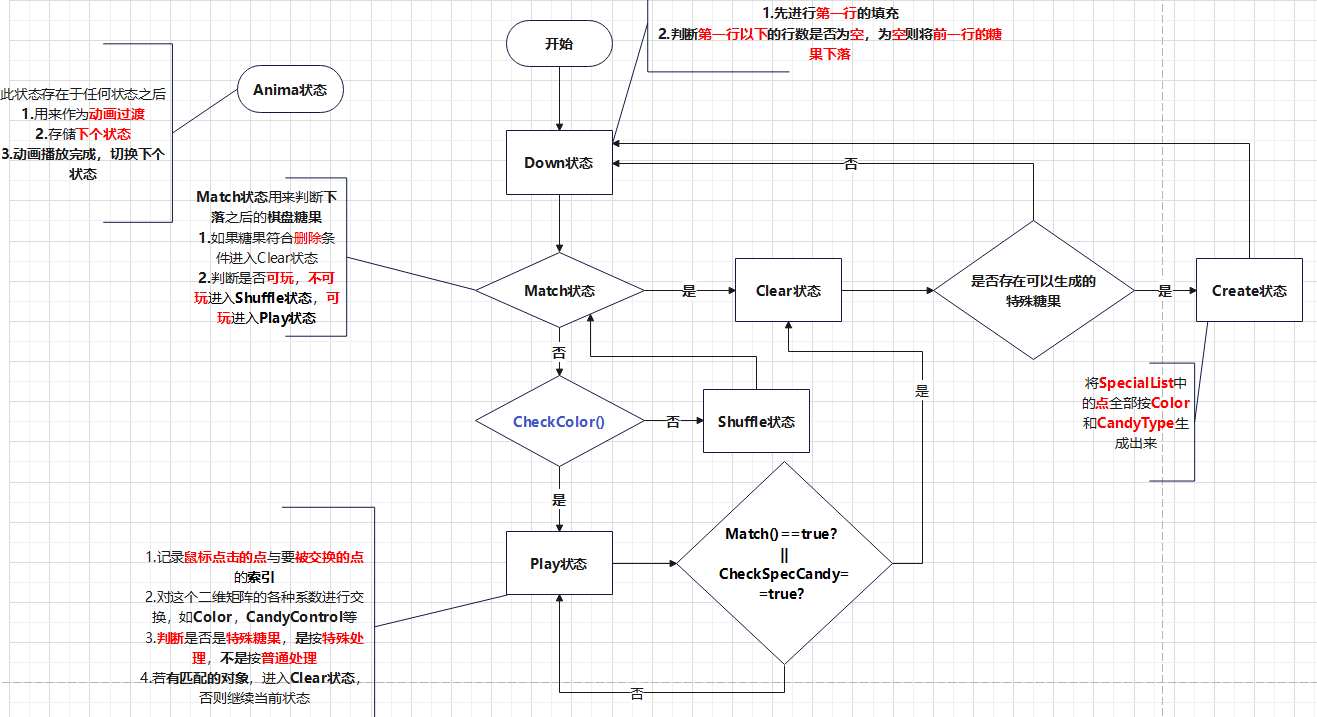 1.先进行第一行的填充
2.判断第一行以下的行数是否为空，为空则将前一行的糖
果下落
开始
Anima状态
此状态存在于任何状态之后
1.用来作为动画过渡
2.存储下个状态
3.动画播放完成，切换下个
状态
Down状态
否
Match状态用来判断下
落之后的棋盘糖果
1.如果糖果符合删除条
件进入Clear状态
2.判断是否可玩，不可
玩进入Shuffle状态，可
玩进入Play状态
Match状态
是
Clear状态
是否存在可以生成的
特殊糖果
是
Create状态
否
CheckColor()
否
Shuffle状态
是
将SpecialList中
的点全部按Color
和CandyType生
成出来
是
Play状态
Match()==true?
||
CheckSpecCandy=
=true?
1.记录鼠标点击的点与要被交换的点
的索引
2.对这个二维矩阵的各种系数进行交
换，如Color，CandyControl等
3.判断是否是特殊糖果，是按特殊处
理，不是按普通处理
4.若有匹配的对象，进入Clear状态，
否则继续当前状态
否